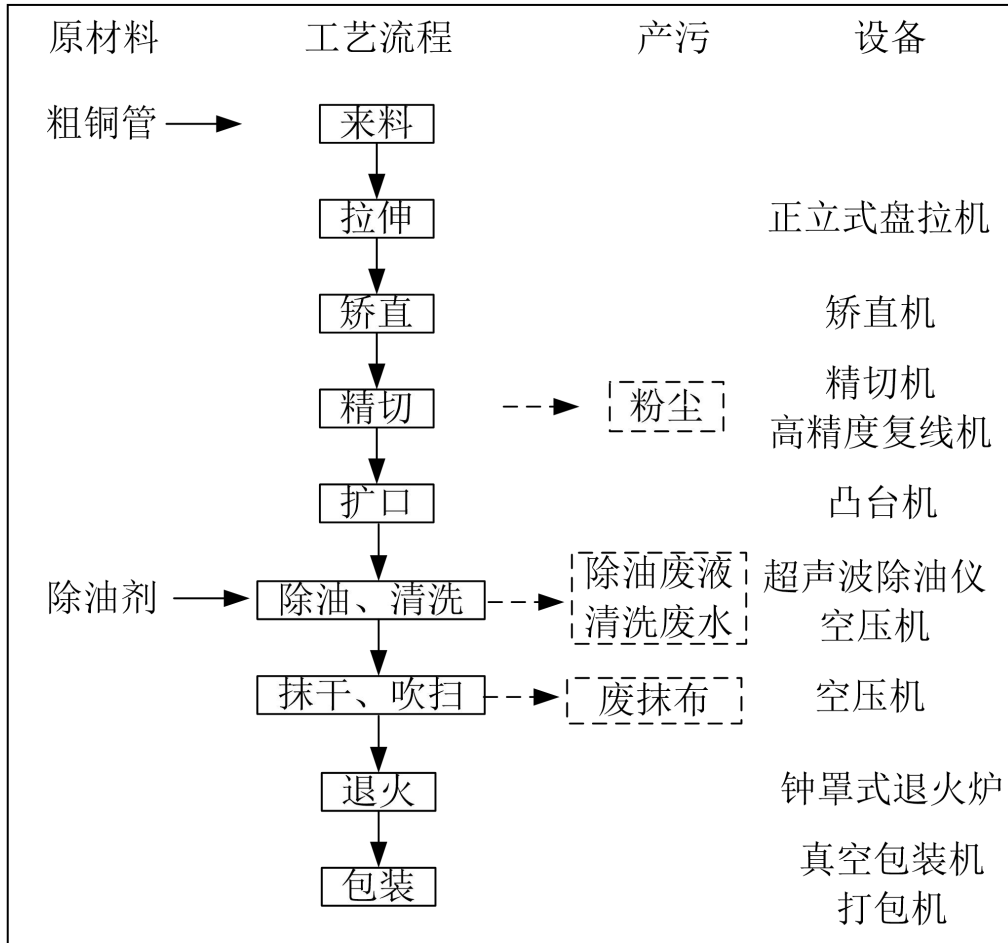 原材料 工艺流程 产污 设备
粗铜管 来料
拉伸 正立式盘拉机
矫直 矫直机
精切 粉尘 精切机
高精度复线机
扩口 凸台机
除油剂 除油、清洗 除油废液 超声波除油仪
清洗废水 空压机
抹干、吹扫 废抹布 空压机
退火 钟罩式退火炉
包装 真空包装机
打包机